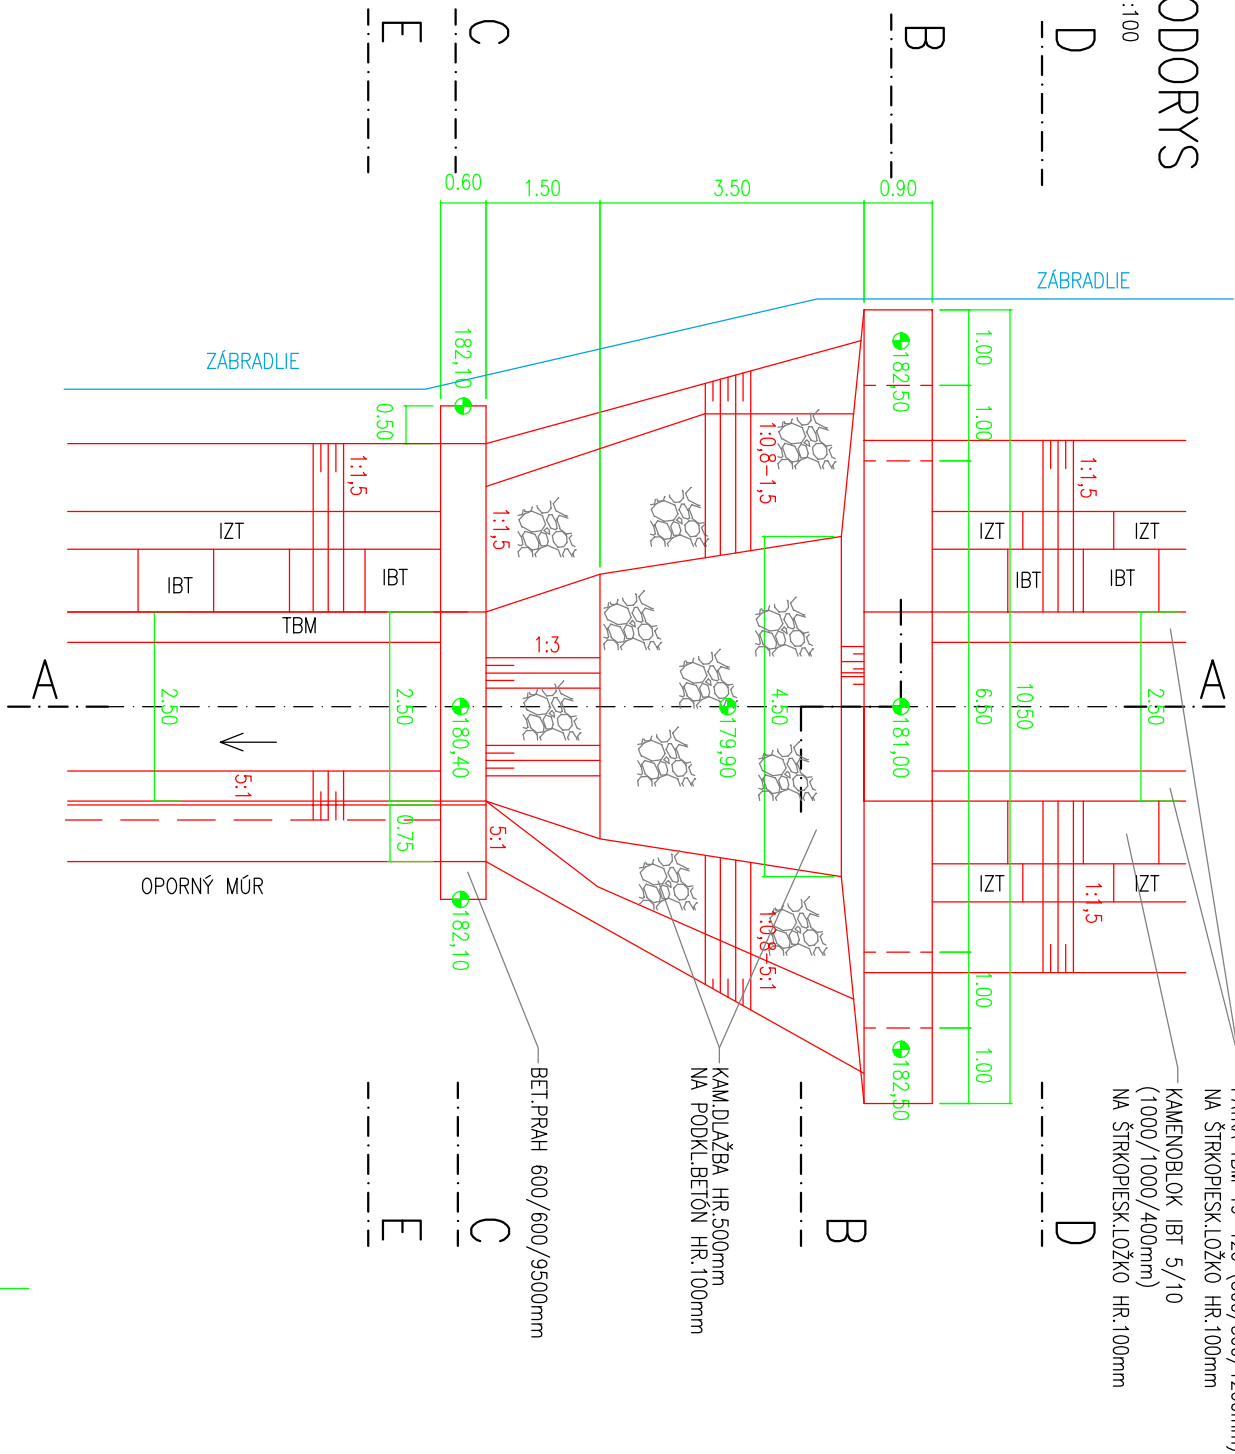 ODORYS
:100
E
C
B
D
0.60
1.50
3.50
0.90
ZÁBRADLIE
ZÁBRADLIE
182,10
182,50
1.00
1.00
0.50
1:1,5
1:1,5
1:0,8-1,5
1:1,5
IZT
IZT
IZT
IBT
IBT
IBT
IBT
TBM
1:3
A
A
2.50
2.50
180,40
179,90
4.50
181,00
6.50
10.50
2.50
5:1
5:1
0.75
OPORNÝ MÚR
IZT
IZT
1:1,5
182,10
1:0,8-5:1
1.00
1.00
182,50
BET.PRAH 600/600/9500mm
KAM.DLAŽBA HR.500mm
NA PODKL.BETÓN HR.100mm
KAMENOBLOK IBT 5/10
(1000/1000/400mm)
NA ŠTRKOPIESK.LOŽKO HR.100mm
NA ŠTRKOPIESK.LOŽKO HR.100mm
E
C
B
D